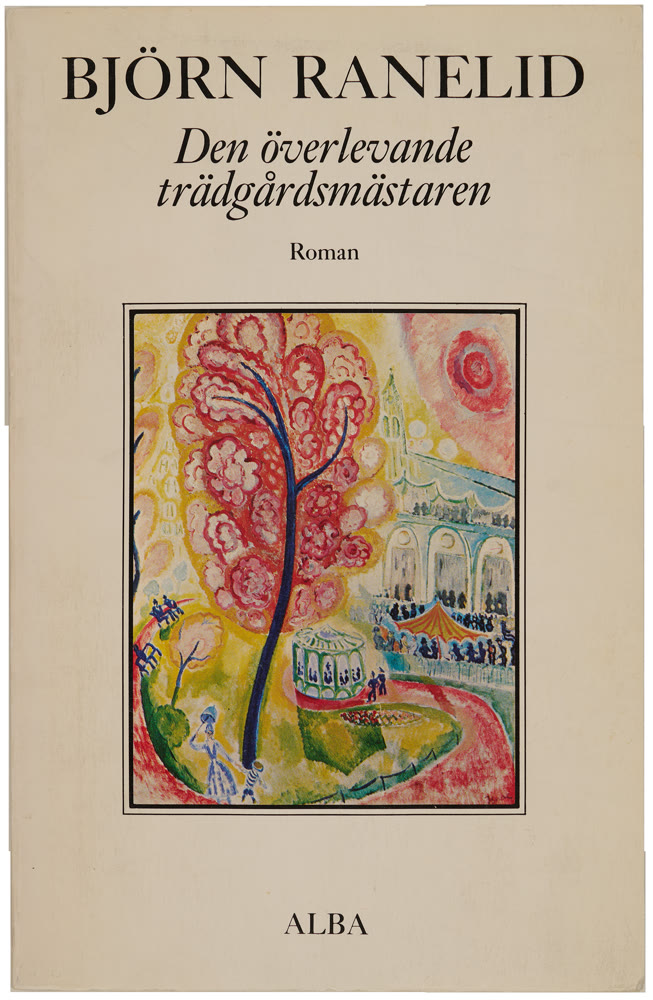 BJÖRN RANELID
Den överlevande
trädgårdsmästaren
Roman
ALBA